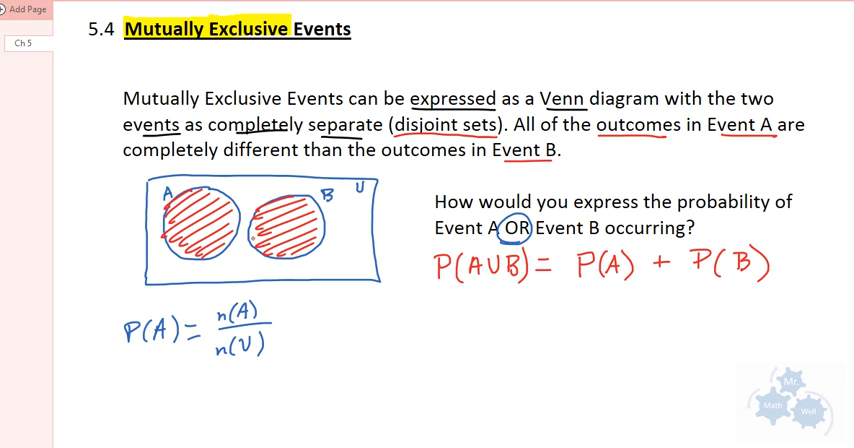 Add Page
Ch 5
5.4 Mutually Exclusive Events
Mutually Exclusive Events can be expressed as a Venn diagram with the two
events as completely separate (disjoint sets). All of the outcomes in Event A are
completely different than the outcomes in Event B.
A B U
How would you express the probability of
Event A OR Event B occurring?
P(A∪B) = P(A) + P(B)
P(A) = n(A)
n(U)
Mr.
Math Well